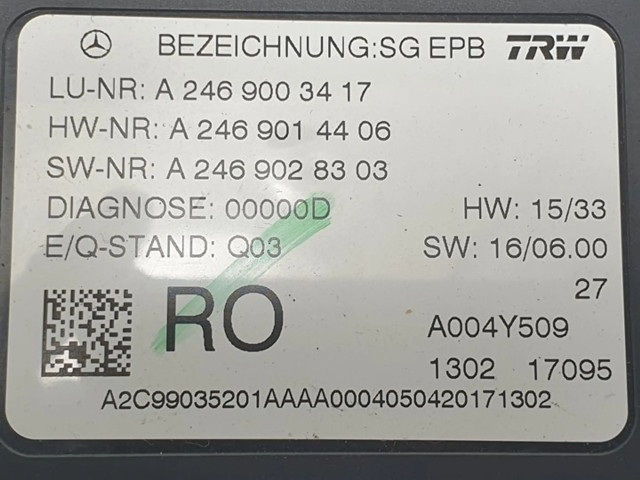 BEZEICHNUNG:SG EPB TRW
LU-NR: A 246 900 34 17
HW-NR: A 246 901 44 06
SW-NR: A 246 902 83 03
DIAGNOSE: 00000D HW: 15/33
E/Q-STAND: Q03 SW: 16/06.00
27
RO A004Y509
1302 17095
A2C99035201AAAA0004050420171302